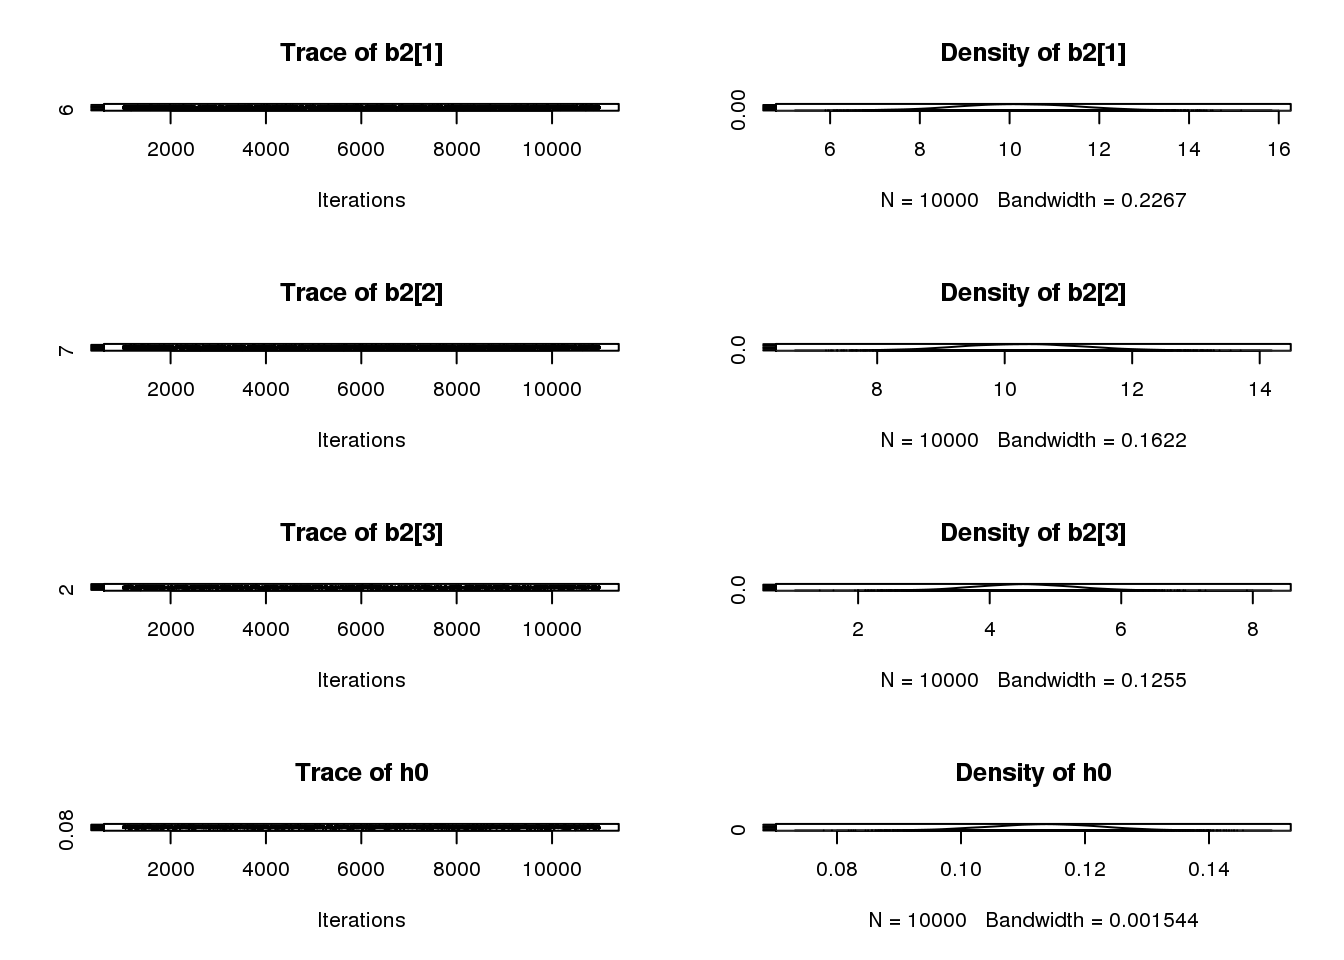 Trace of b2[1]
6
2000 4000 6000 8000 10000
Iterations
Density of b2[1]
0.00
6 8 10 12 14 16
N = 10000 Bandwidth = 0.2267
Trace of b2[2]
7
2000 4000 6000 8000 10000
Iterations
Density of b2[2]
0.0
8 10 12 14
N = 10000 Bandwidth = 0.1622
Trace of b2[3]
2
2000 4000 6000 8000 10000
Iterations
Density of b2[3]
0.0
2 4 6 8
N = 10000 Bandwidth = 0.1255
Trace of h0
0.08
2000 4000 6000 8000 10000
Iterations
Density of h0
0
0.08 0.10 0.12 0.14
N = 10000 Bandwidth = 0.001544